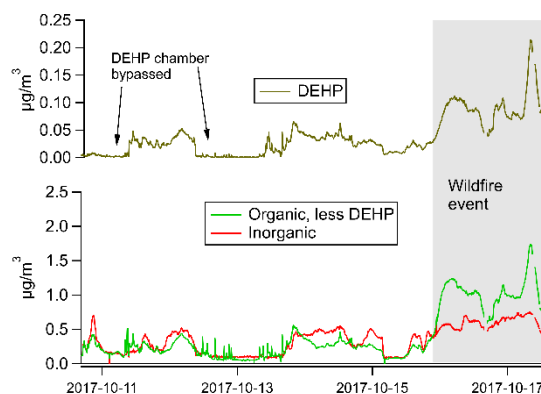 0.25
0.20
0.15
0.10
0.05
0.00
µg/m³
DEHP chamber
bypassed
DEHP
2.5
2.0
1.5
1.0
0.5
0.0
µg/m³
Organic, less DEHP
Inorganic
Wildfire
event
2017-10-11
2017-10-13
2017-10-15
2017-10-17